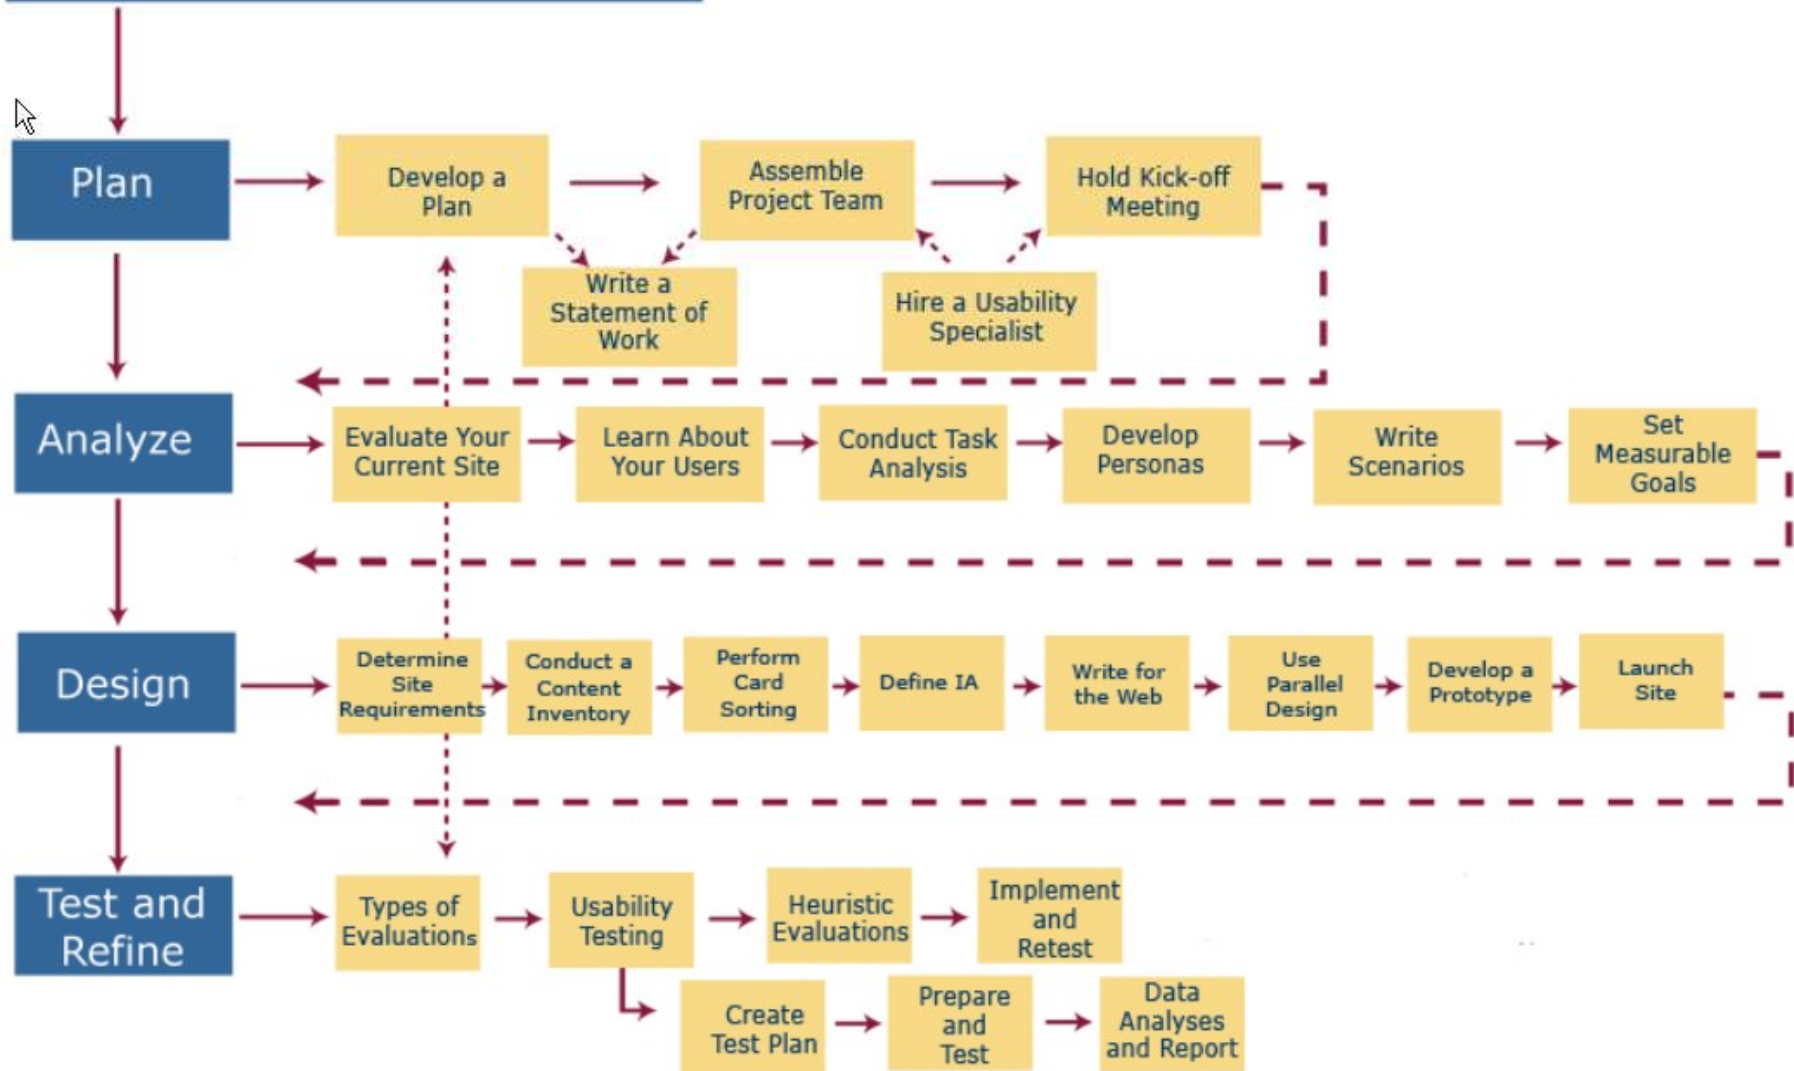 Plan
Develop a
Plan
Assemble
Project Team
Hold Kick-off
Meeting
Write a
Statement of
Work
Hire a Usability
Specialist
Analyze
Evaluate Your
Current Site
Learn About
Your Users
Conduct Task
Analysis
Develop
Personas
Write
Scenarios
Set
Measurable
Goals
Design
Determine
Site
Requirements
Conduct a
Content
Inventory
Perform
Card
Sorting
Define IA
Write for
the Web
Use
Parallel
Design
Develop a
Prototype
Launch
Site
Test and
Refine
Types of
Evaluations
Usability
Testing
Heuristic
Evaluations
Implement
and
Retest
Create
Test Plan
Prepare
and
Test
Data
Analyses
and Report